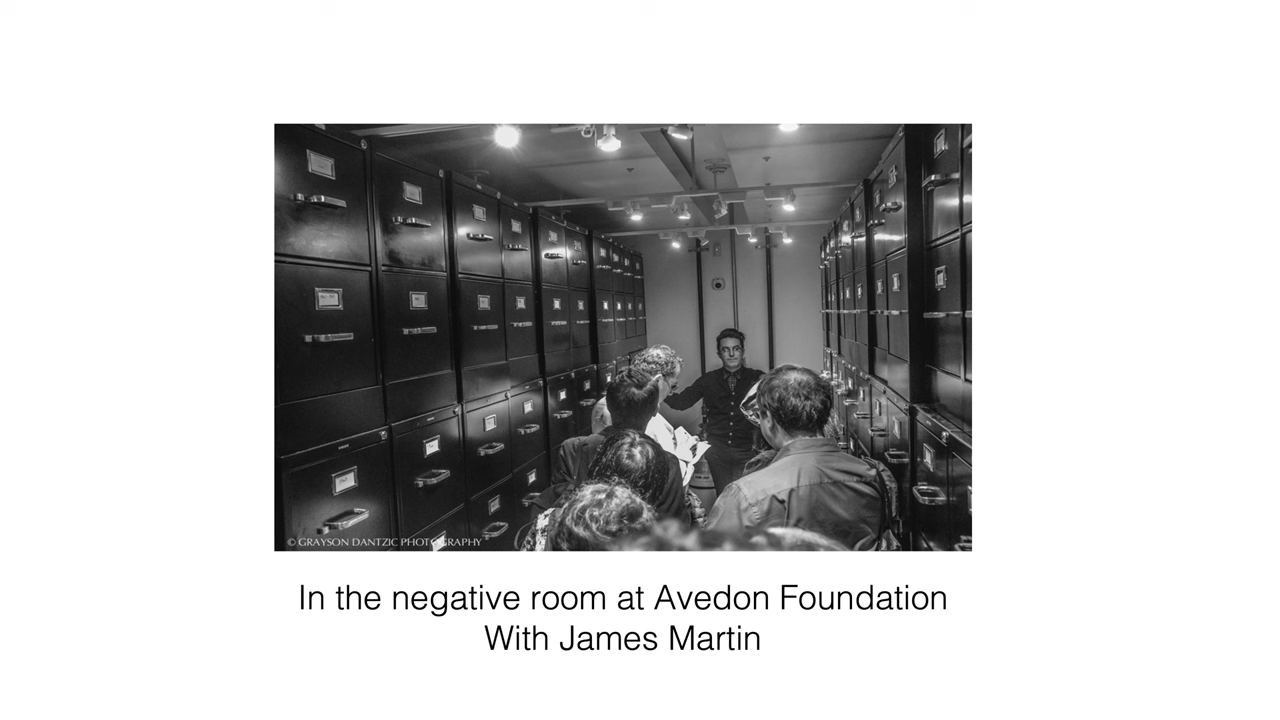 © GRAYSON DANTZIC PHOTOGRAPHY
In the negative room at Avedon Foundation
With James Martin